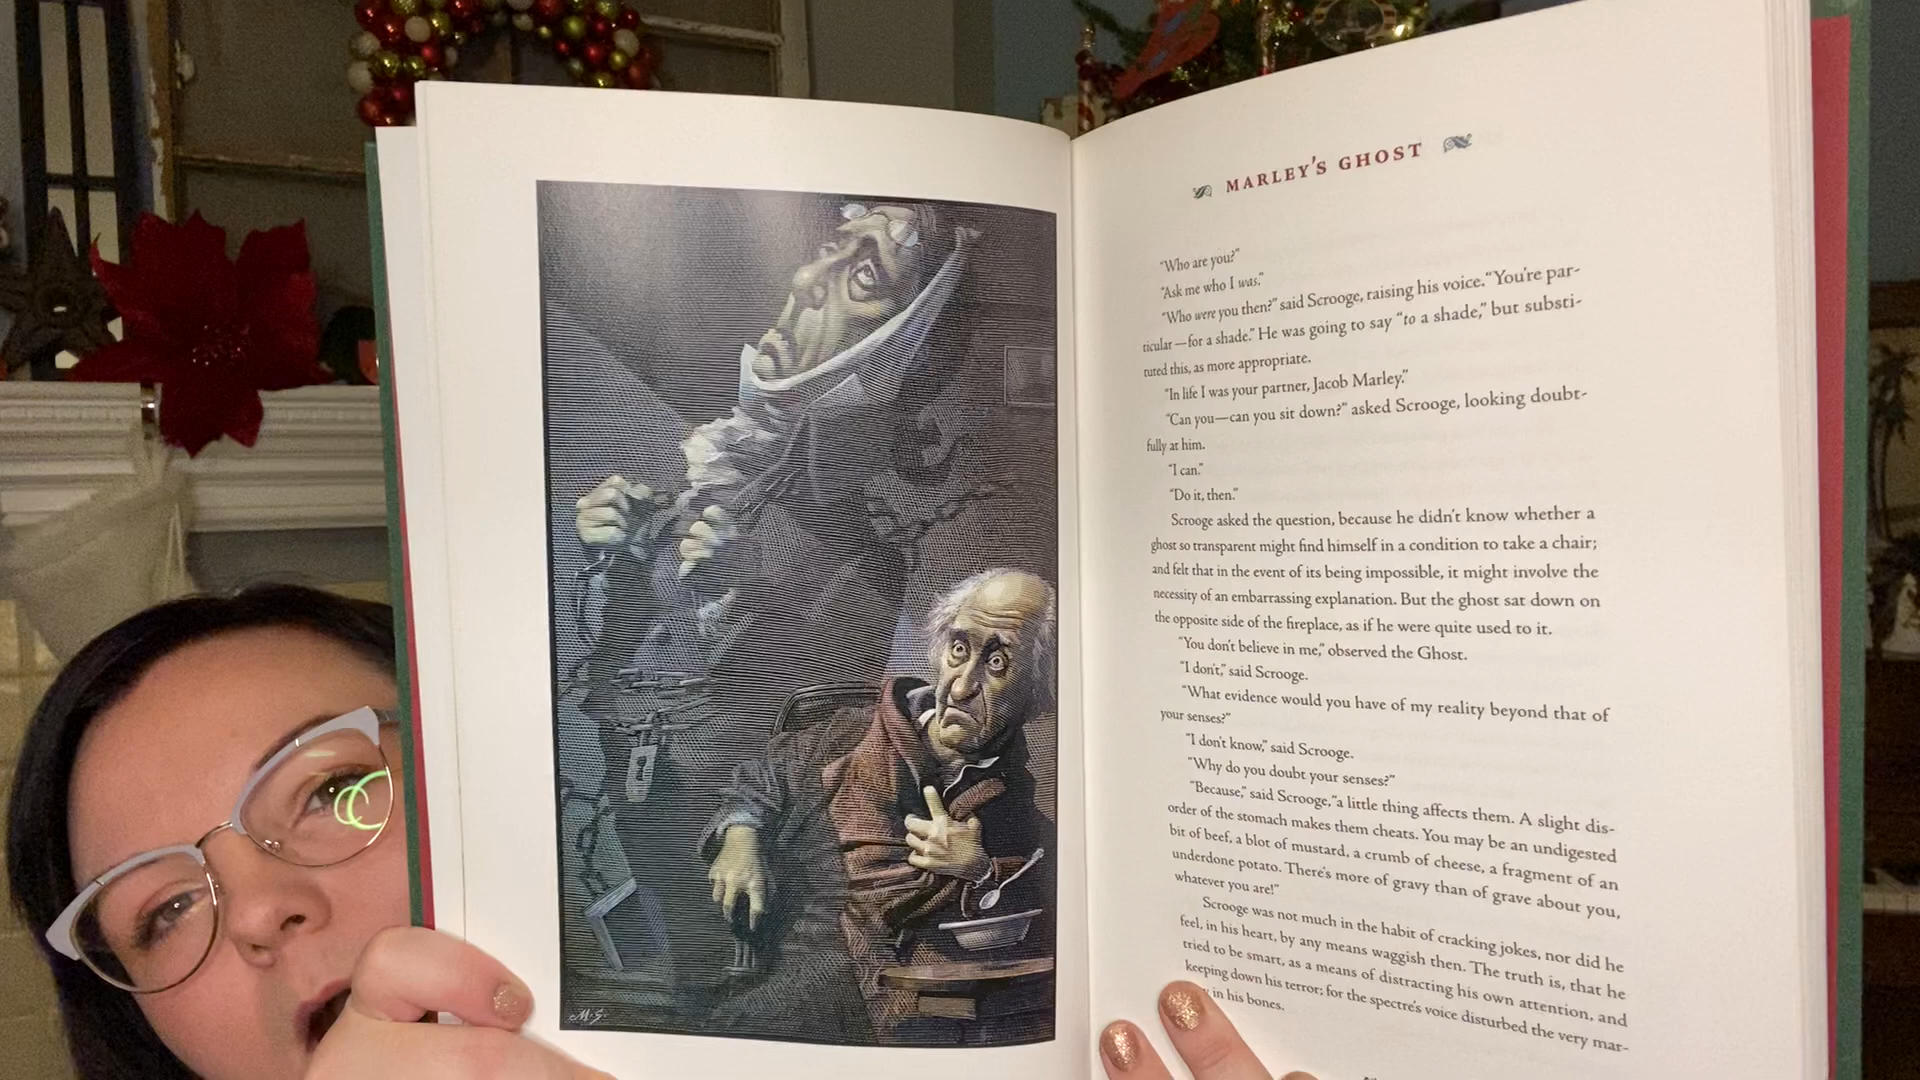 MARLEY'S GHOST
"Who are you?"
"Ask me who I was."
"Who were you then?" said Scrooge, raising his voice. "You're par-
ticular—for a shade." He was going to say "to a shade," but substi-
tuted this, as more appropriate.
"In life I was your partner, Jacob Marley."
"Can you—can you sit down?" asked Scrooge, looking doubt-
fully at him.
"I can."
"Do it, then."
Scrooge asked the question, because he didn't know whether a
ghost so transparent might find himself in a condition to take a chair;
and felt that in the event of its being impossible, it might involve the
necessity of an embarrassing explanation. But the ghost sat down on
the opposite side of the fireplace, as if he were quite used to it.
"You don't believe in me," observed the Ghost.
"I don't," said Scrooge.
"What evidence would you have of my reality beyond that of
your senses?"
"I don't know," said Scrooge.
"Why do you doubt your senses?"
"Because," said Scrooge, "a little thing affects them. A slight dis-
order of the stomach makes them cheats. You may be an undigested
bit of beef, a blot of mustard, a crumb of cheese, a fragment of an
underdone potato. There's more of gravy than of grave about you,
whatever you are!"
Scrooge was not much in the habit of cracking jokes, nor did he
feel, in his heart, by any means waggish then. The truth is, that he
tried to be smart, as a means of distracting his own attention, and
keeping down his terror; for the spectre's voice disturbed the very mar-
in his bones.
M.S.